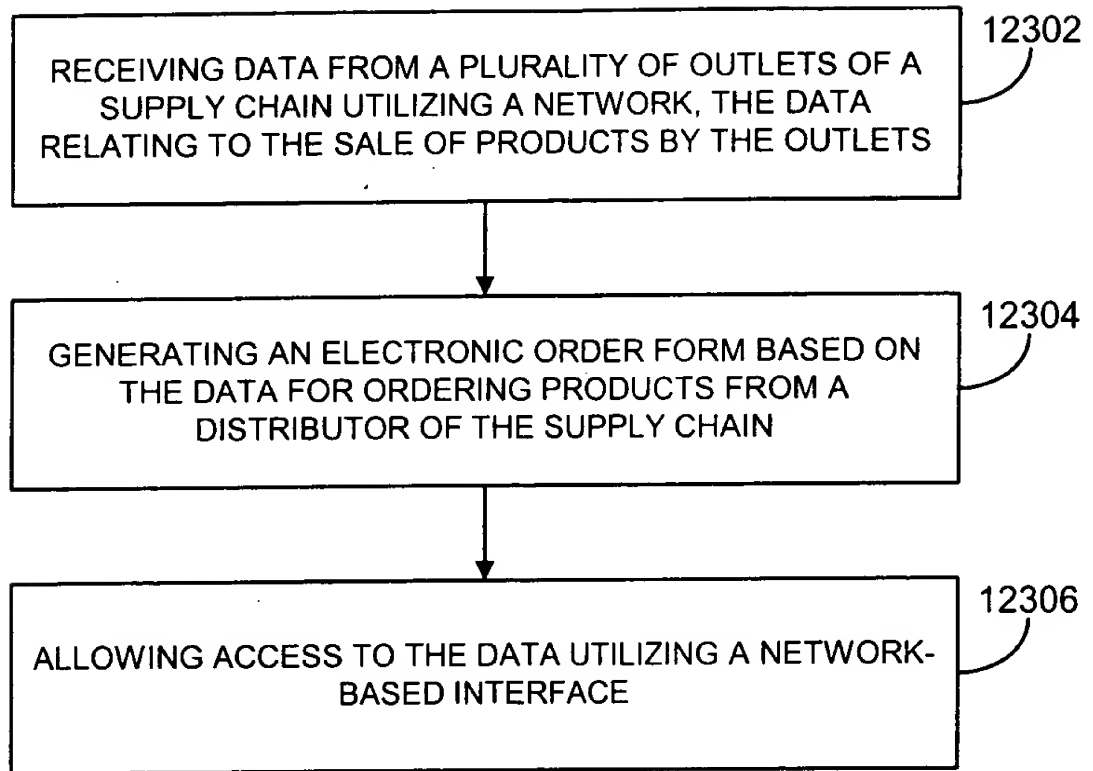 12302
RECEIVING DATA FROM A PLURALITY OF OUTLETS OF A
SUPPLY CHAIN UTILIZING A NETWORK, THE DATA
RELATING TO THE SALE OF PRODUCTS BY THE OUTLETS
12304
GENERATING AN ELECTRONIC ORDER FORM BASED ON
THE DATA FOR ORDERING PRODUCTS FROM A
DISTRIBUTOR OF THE SUPPLY CHAIN
12306
ALLOWING ACCESS TO THE DATA UTILIZING A NETWORK-
BASED INTERFACE